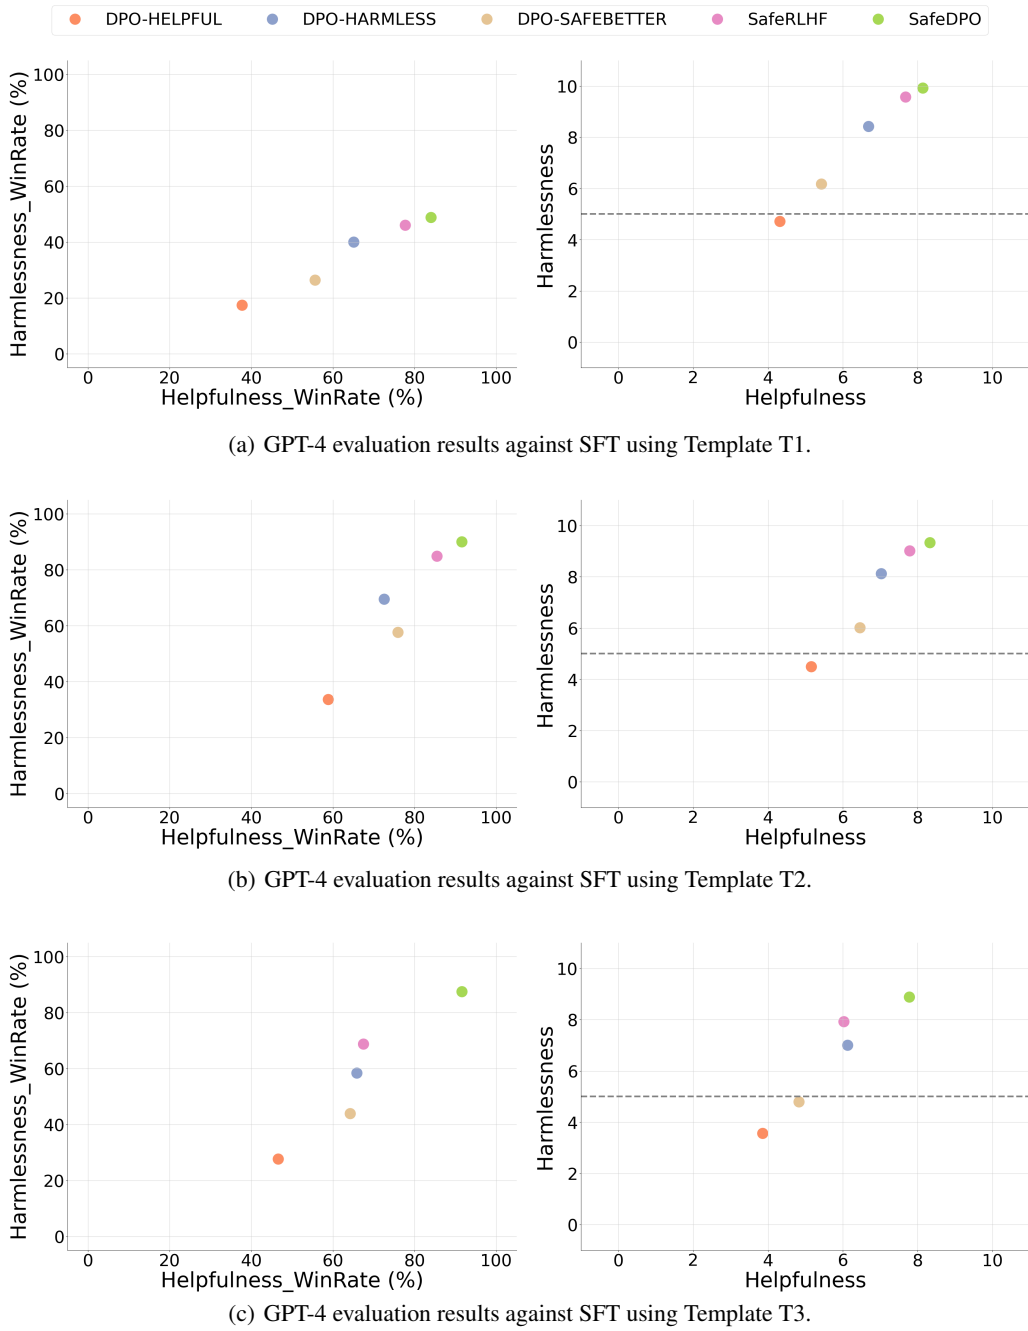 DPO-HELPFUL DPO-HARMLESS DPO-SAFEBETTER SafeRLHF SafeDPO
Harmlessness_WinRate (%)
100
80
60
40
20
0
0 20 40 60 80 100
Helpfulness_WinRate (%)
Harmlessness
10
8
6
4
2
0
0 2 4 6 8 10
Helpfulness
(a) GPT-4 evaluation results against SFT using Template T1.
Harmlessness_WinRate (%)
100
80
60
40
20
0
0 20 40 60 80 100
Helpfulness_WinRate (%)
Harmlessness
10
8
6
4
2
0
0 2 4 6 8 10
Helpfulness
(b) GPT-4 evaluation results against SFT using Template T2.
Harmlessness_WinRate (%)
100
80
60
40
20
0
0 20 40 60 80 100
Helpfulness_WinRate (%)
Harmlessness
10
8
6
4
2
0
0 2 4 6 8 10
Helpfulness
(c) GPT-4 evaluation results against SFT using Template T3.